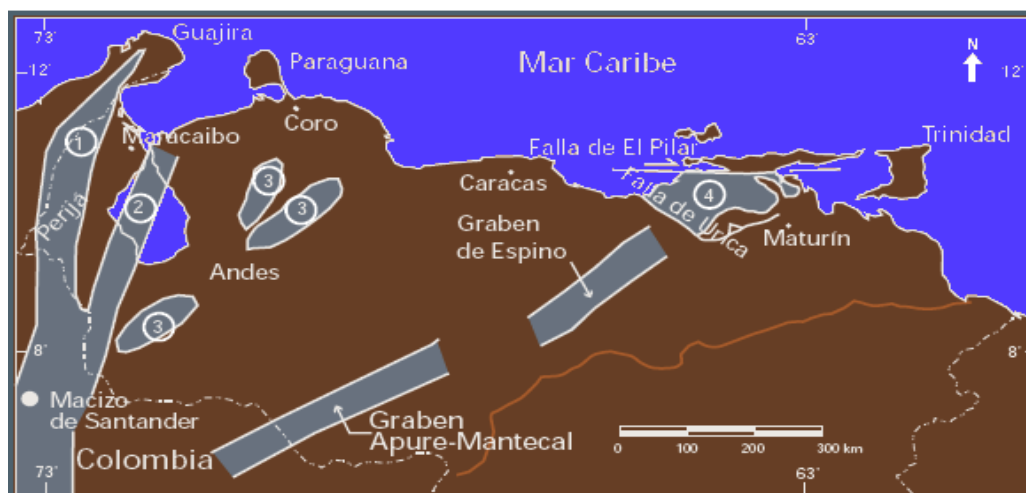 73°
Guajira
63°
12°
Paraguana
Mar Caribe
N
12°
Coro
Maracaibo
1
Falla de El Pilar
Trinidad
3
Caracas
4
2
3
Falla de Urica
Perijá
Graben
de Espino
Maturín
Andes
3
8°
8°
Macizo
de Santander
Graben
Apure-Mantecal
Colombia
0 100 200 300 km
73°
63°